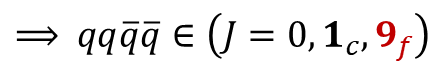 ⟹ qqq̄q̄ ∈ (J = 0, 𝟏_c, 𝟗_f)